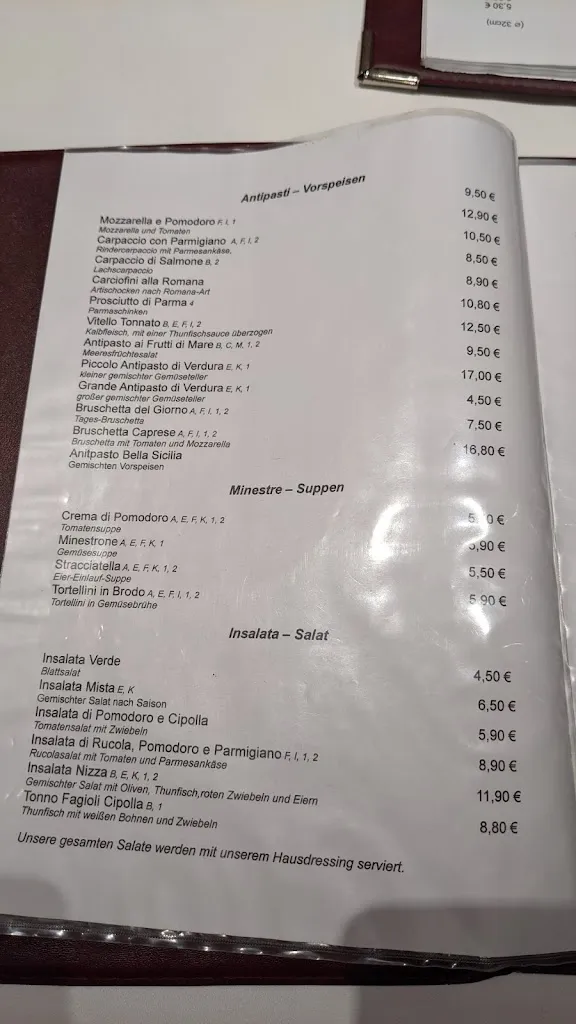 5,30 €
(ø 32cm)
Antipasti – Vorspeisen
Mozzarella e Pomodoro F, I, 1 9,50 €
Mozzarella und Tomaten
Carpaccio con Parmigiano A, F, I, 2 12,90 €
Rindercarpaccio mit Parmesankäse.
Carpaccio di Salmone B, 2 10,50 €
Lachscarpaccio
Carciofini alla Romana 8,50 €
Artischocken nach Romana-Art
Prosciutto di Parma 4 8,90 €
Parmaschinken
Vitello Tonnato B, E, F, I, 2 10,80 €
Kalbfleisch, mit einer Thunfischsauce überzogen
Antipasto ai Frutti di Mare B, C, M, 1, 2 12,50 €
Meeresfrüchtesalat
Piccolo Antipasto di Verdura E, K, 1 9,50 €
kleiner gemischter Gemüseteller
Grande Antipasto di Verdura E, K, 1 17,00 €
großer gemischter Gemüseteller
Bruschetta del Giorno A, F, I, 1, 2 4,50 €
Tages-Bruschetta
Bruschetta Caprese A, F, I, 1, 2 7,50 €
Bruschetta mit Tomaten und Mozzarella
Anitpasto Bella Sicilia 16,80 €
Gemischten Vorspeisen
Minestre – Suppen
Crema di Pomodoro A, E, F, K, 1, 2 €
Tomatensuppe
Minestrone A, E, F, K, 1 5,90 €
Gemüsesuppe
Stracciatella A, E, F, K, 1, 2 5,50 €
Eier-Einlauf-Suppe
Tortellini in Brodo A, E, F, I, 1, 2 5,90 €
Tortellini in Gemüsebrühe
Insalata – Salat
Insalata Verde 4,50 €
Blattsalat
Insalata Mista E, K 6,50 €
Gemischter Salat nach Saison
Insalata di Pomodoro e Cipolla 5,90 €
Tomatensalat mit Zwiebeln
Insalata di Rucola, Pomodoro e Parmigiano F, I, 1, 2 8,90 €
Rucolasalat mit Tomaten und Parmesankäse
Insalata Nizza B, E, K, 1, 2 11,90 €
Gemischter Salat mit Oliven, Thunfisch,roten Zwiebeln und Eiern
Tonno Fagioli Cipolla B, 1 8,80 €
Thunfisch mit weißen Bohnen und Zwiebeln
Unsere gesamten Salate werden mit unserem Hausdressing serviert.